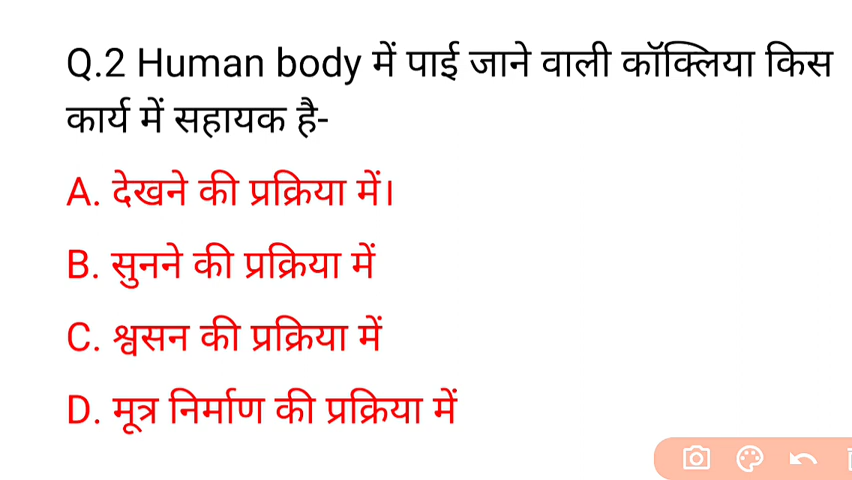 Q.2 Human body में पाई जाने वाली कॉक्लिया किस
कार्य में सहायक है-
A. देखने की प्रक्रिया में।
B. सुनने की प्रक्रिया में
C. श्वसन की प्रक्रिया में
D. मूत्र निर्माण की प्रक्रिया में